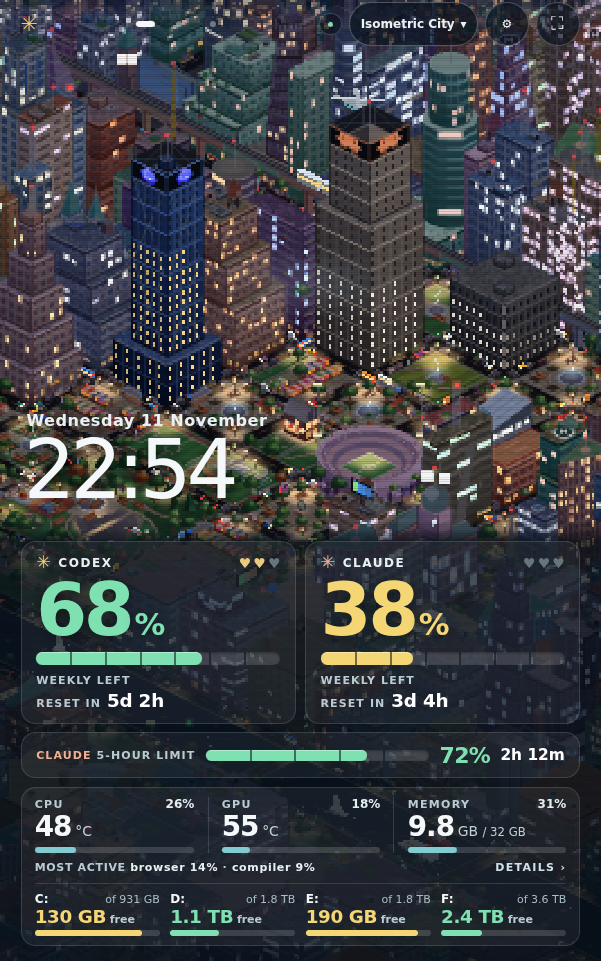 Isometric City ▾
Wednesday 11 November
22:54
CODEX
68%
WEEKLY LEFT
RESET IN 5d 2h
CLAUDE
38%
WEEKLY LEFT
RESET IN 3d 4h
CLAUDE 5-HOUR LIMIT 72% 2h 12m
CPU 26%
48 °C
GPU 18%
55 °C
MEMORY 31%
9.8 GB / 32 GB
MOST ACTIVE browser 14% · compiler 9% DETAILS ›
C: of 931 GB
130 GB free
D: of 1.8 TB
1.1 TB free
E: of 1.8 TB
190 GB free
F: of 3.6 TB
2.4 TB free